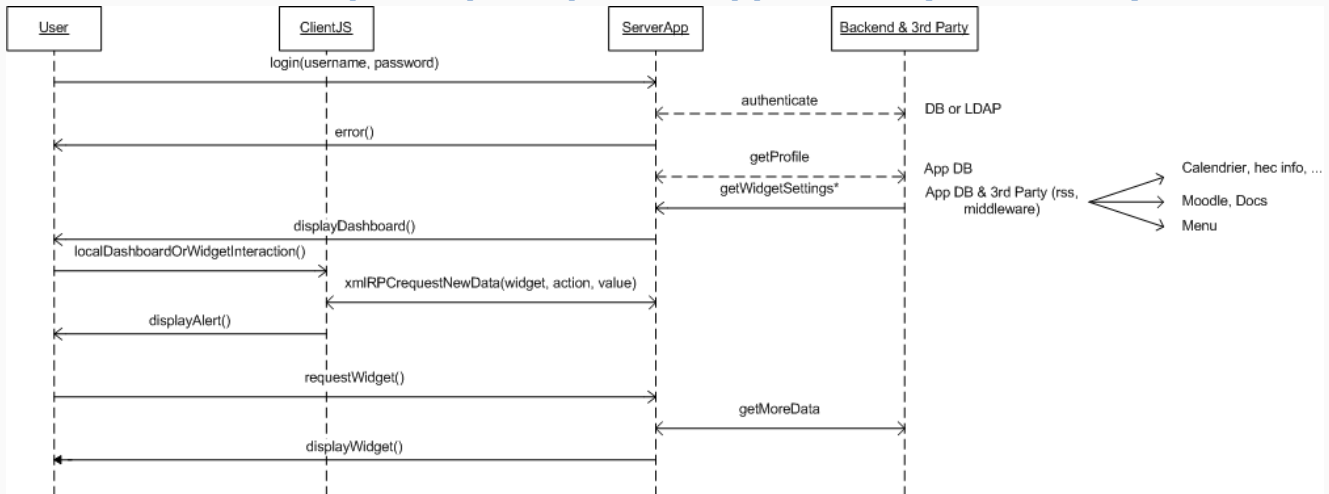 User
ClientJS
ServerApp
Backend & 3rd Party
login(username, password)
authenticate
DB or LDAP
error()
getProfile
App DB
Calendrier, hec info, ...
getWidgetSettings*
App DB & 3rd Party (rss,
middleware)
Moodle, Docs
Menu
displayDashboard()
localDashboardOrWidgetInteraction()
xmlRPCrequestNewData(widget, action, value)
displayAlert()
requestWidget()
getMoreData
displayWidget()